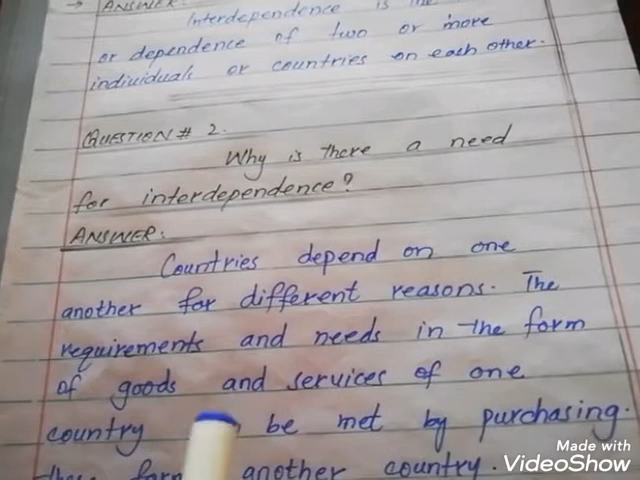 → ANSWER:
Interdependence is the
or dependence of two or more
individuals or countries on each other.
QUESTION # 2.
Why is there a need
for interdependence?
ANSWER:
Countries depend on one
another for different reasons. The
requirements and needs in the form
of goods and services of one
country be met by purchasing.
form another country.
Made with
VideoShow